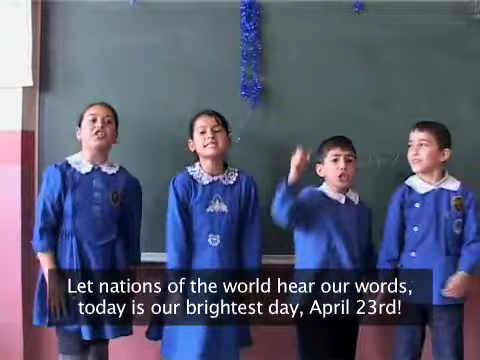 Let nations of the world hear our words,
today is our brightest day, April 23rd!